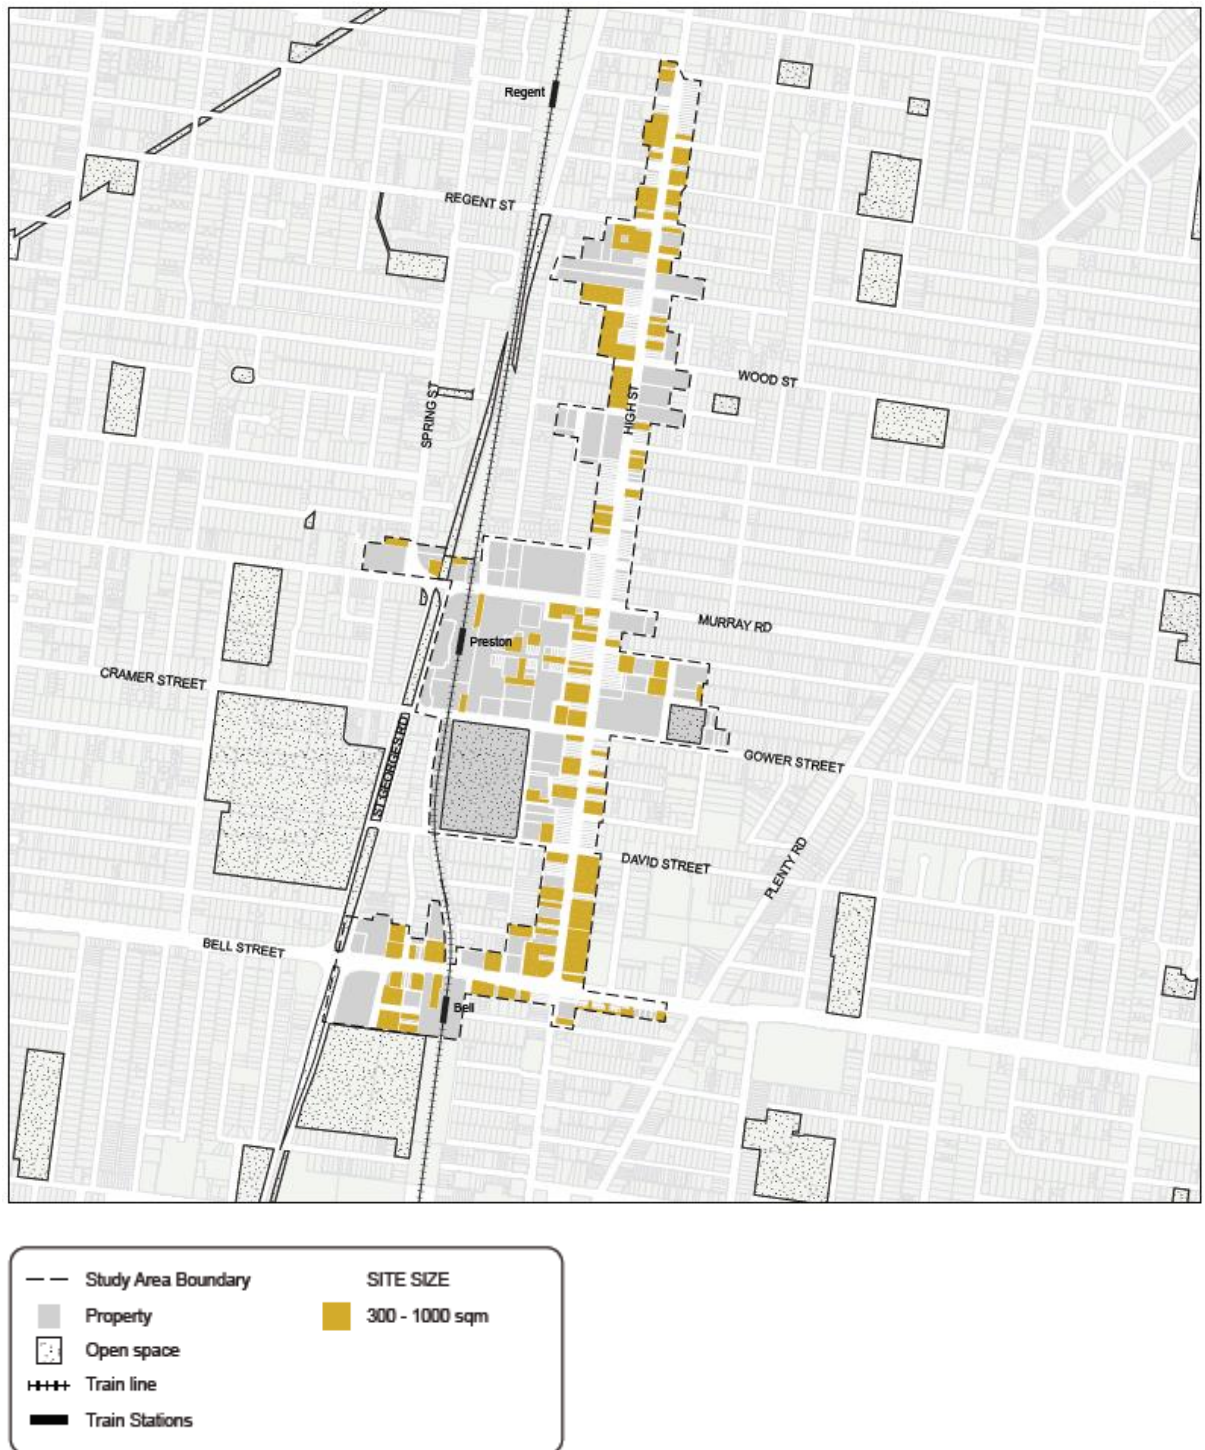 Regent
REGENT ST
WOOD ST
SPRING ST
HIGH ST
MURRAY RD
Preston
CRAMER STREET
ST GEORGES RD
GOWER STREET
DAVID STREET
PLENTY RD
BELL STREET
Bell
Study Area Boundary
SITE SIZE
Property
300 - 1000 sqm
Open space
Train line
Train Stations